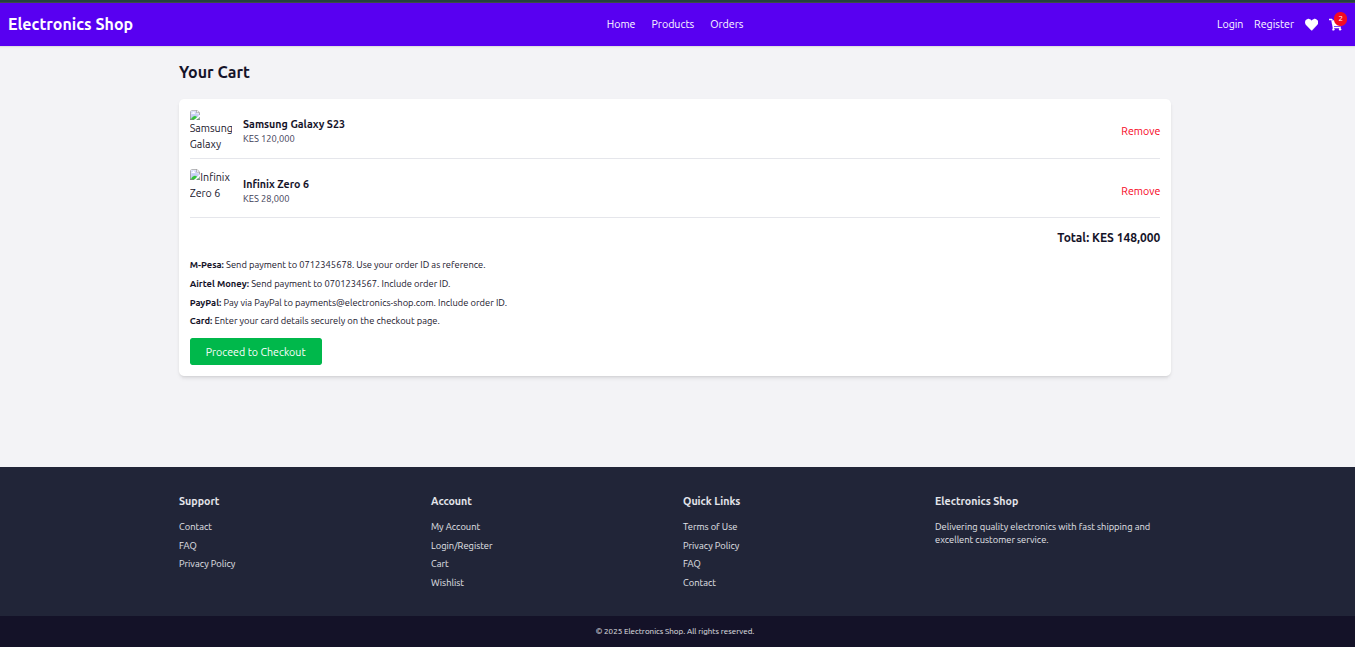 Electronics Shop
Home Products Orders
Login Register 2
Your Cart
Samsung Galaxy
Samsung Galaxy S23
KES 120,000
Remove
Infinix Zero 6
Infinix Zero 6
KES 28,000
Remove
Total: KES 148,000
M-Pesa: Send payment to 0712345678. Use your order ID as reference.
Airtel Money: Send payment to 0701234567. Include order ID.
PayPal: Pay via PayPal to payments@electronics-shop.com. Include order ID.
Card: Enter your card details securely on the checkout page.
Proceed to Checkout
Support
Contact
FAQ
Privacy Policy
Account
My Account
Login/Register
Cart
Wishlist
Quick Links
Terms of Use
Privacy Policy
FAQ
Contact
Electronics Shop
Delivering quality electronics with fast shipping and
excellent customer service.
© 2025 Electronics Shop. All rights reserved.